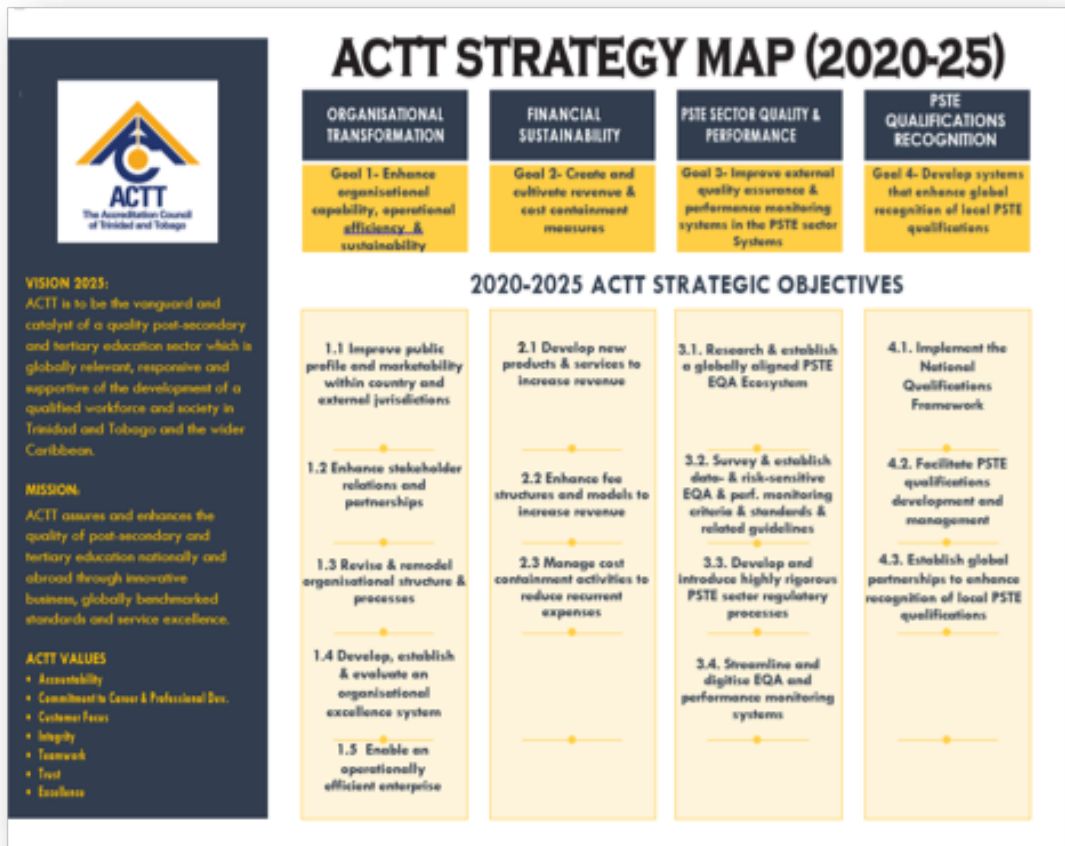 ACTT STRATEGY MAP (2020-25)
ACTT
The Accreditation Council
of Trinidad and Tobago
VISION 2025:
ACTT is to be the vanguard and
catalyst of a quality post-secondary
and tertiary education sector which is
globally relevant, responsive and
supportive of the development of a
qualified workforce and society in
Trinidad and Tobago and the wider
Caribbean.
MISSION:
ACTT assures and enhances the
quality of post-secondary and
tertiary education nationally and
abroad through innovative
business, globally benchmarked
standards and service excellence.
ACTT VALUES
• Accountability
• Commitment to Career & Professional Dev.
• Customer Focus
• Integrity
• Teamwork
• Trust
• Excellence
ORGANISATIONAL
TRANSFORMATION
Goal 1- Enhance
organisational
capability, operational
efficiency &
sustainability
FINANCIAL
SUSTAINABILITY
Goal 2- Create and
cultivate revenue &
cost containment
measures
PSTE SECTOR QUALITY &
PERFORMANCE
Goal 3- Improve external
quality assurance &
performance monitoring
systems in the PSTE sector
Systems
PSTE
QUALIFICATIONS
RECOGNITION
Goal 4- Develop systems
that enhance global
recognition of local PSTE
qualifications
2020-2025 ACTT STRATEGIC OBJECTIVES
1.1 Improve public
profile and marketability
within country and
external jurisdictions
1.2 Enhance stakeholder
relations and
partnerships
1.3 Revise & remodel
organisational structure &
processes
1.4 Develop, establish
& evaluate an
organisational
excellence system
1.5 Enable an
operationally
efficient enterprise
2.1 Develop new
products & services to
increase revenue
2.2 Enhance fee
structures and models to
increase revenue
2.3 Manage cost
containment activities to
reduce recurrent
expenses
3.1. Research & establish
a globally aligned PSTE
EQA Ecosystem
3.2. Survey & establish
data- & risk-sensitive
EQA & perf. monitoring
criteria & standards &
related guidelines
3.3. Develop and
introduce highly rigorous
PSTE sector regulatory
processes
3.4. Streamline and
digitise EQA and
performance monitoring
systems
4.1. Implement the
National
Qualifications
Framework
4.2. Facilitate PSTE
qualifications
development and
management
4.3. Establish global
partnerships to enhance
recognition of local PSTE
qualifications